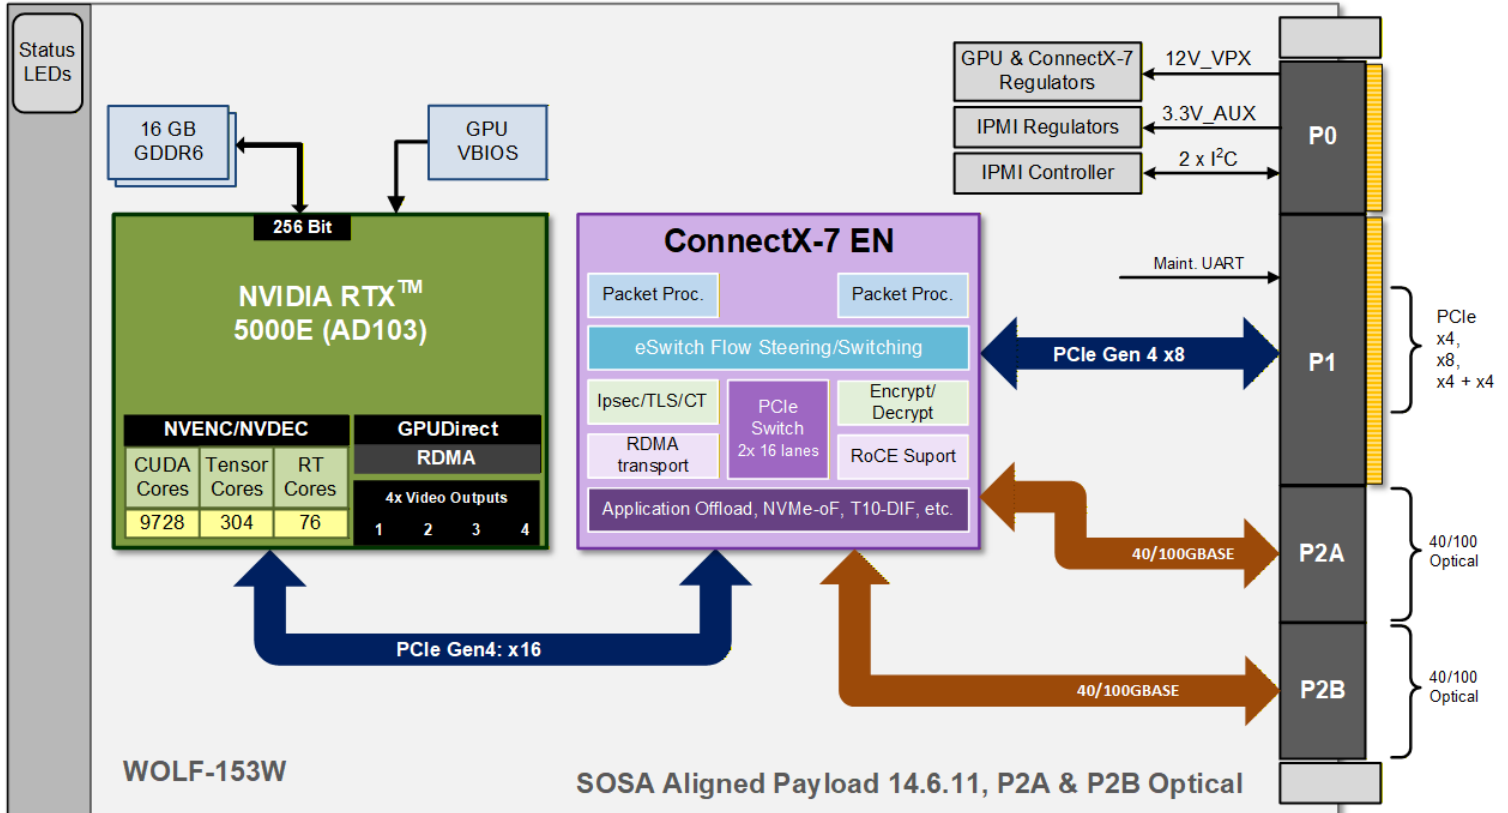 Status
LEDs
16 GB
GDDR6
GPU
VBIOS
GPU & ConnectX-7
Regulators
12V_VPX
IPMI Regulators
3.3V_AUX
IPMI Controller
2 x I²C
P0
256 Bit
NVIDIA RTX™
5000E (AD103)
NVENC/NVDEC
CUDA
Cores
Tensor
Cores
RT
Cores
9728
304
76
GPUDirect
RDMA
4x Video Outputs
1 2 3 4
ConnectX-7 EN
Packet Proc.
Packet Proc.
eSwitch Flow Steering/Switching
Ipsec/TLS/CT
PCIe
Switch
2x 16 lanes
Encrypt/
Decrypt
RDMA
transport
RoCE Suport
Application Offload, NVMe-oF, T10-DIF, etc.
Maint. UART
PCIe Gen 4 x8
P1
PCIe
x4,
x8,
x4 + x4
40/100GBASE
P2A
40/100
Optical
PCIe Gen4: x16
40/100GBASE
P2B
40/100
Optical
WOLF-153W
SOSA Aligned Payload 14.6.11, P2A & P2B Optical